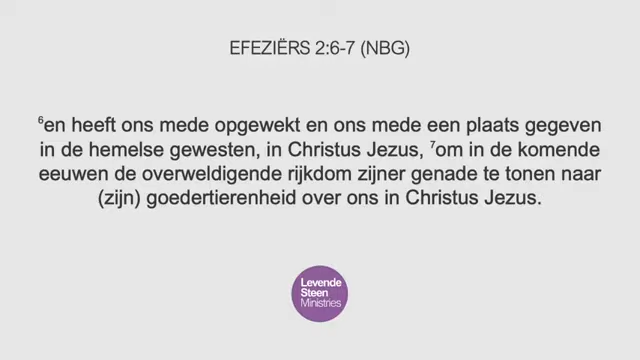 EFEZIËRS 2:6-7 (NBG)
⁶en heeft ons mede opgewekt en ons mede een plaats gegeven
in de hemelse gewesten, in Christus Jezus, ⁷om in de komende
eeuwen de overweldigende rijkdom zijner genade te tonen naar
(zijn) goedertierenheid over ons in Christus Jezus.
Levende
Steen
Ministries